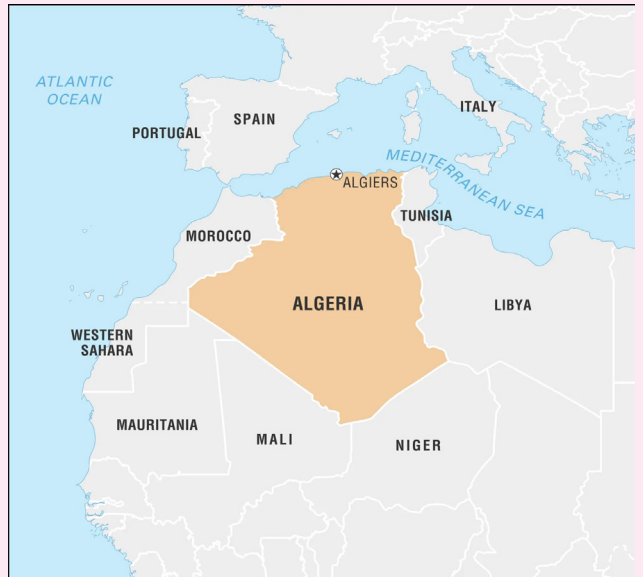 ATLANTIC
OCEAN
ITALY
SPAIN
PORTUGAL
MEDITERRANEAN SEA
ALGIERS
TUNISIA
MOROCCO
ALGERIA
LIBYA
WESTERN
SAHARA
MAURITANIA
MALI
NIGER